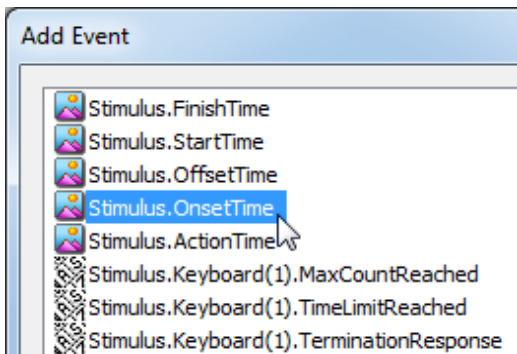 Add Event
Stimulus.FinishTime
Stimulus.StartTime
Stimulus.OffsetTime
Stimulus.OnsetTime
Stimulus.ActionTime
Stimulus.Keyboard(1).MaxCountReached
Stimulus.Keyboard(1).TimeLimitReached
Stimulus.Keyboard(1).TerminationResponse